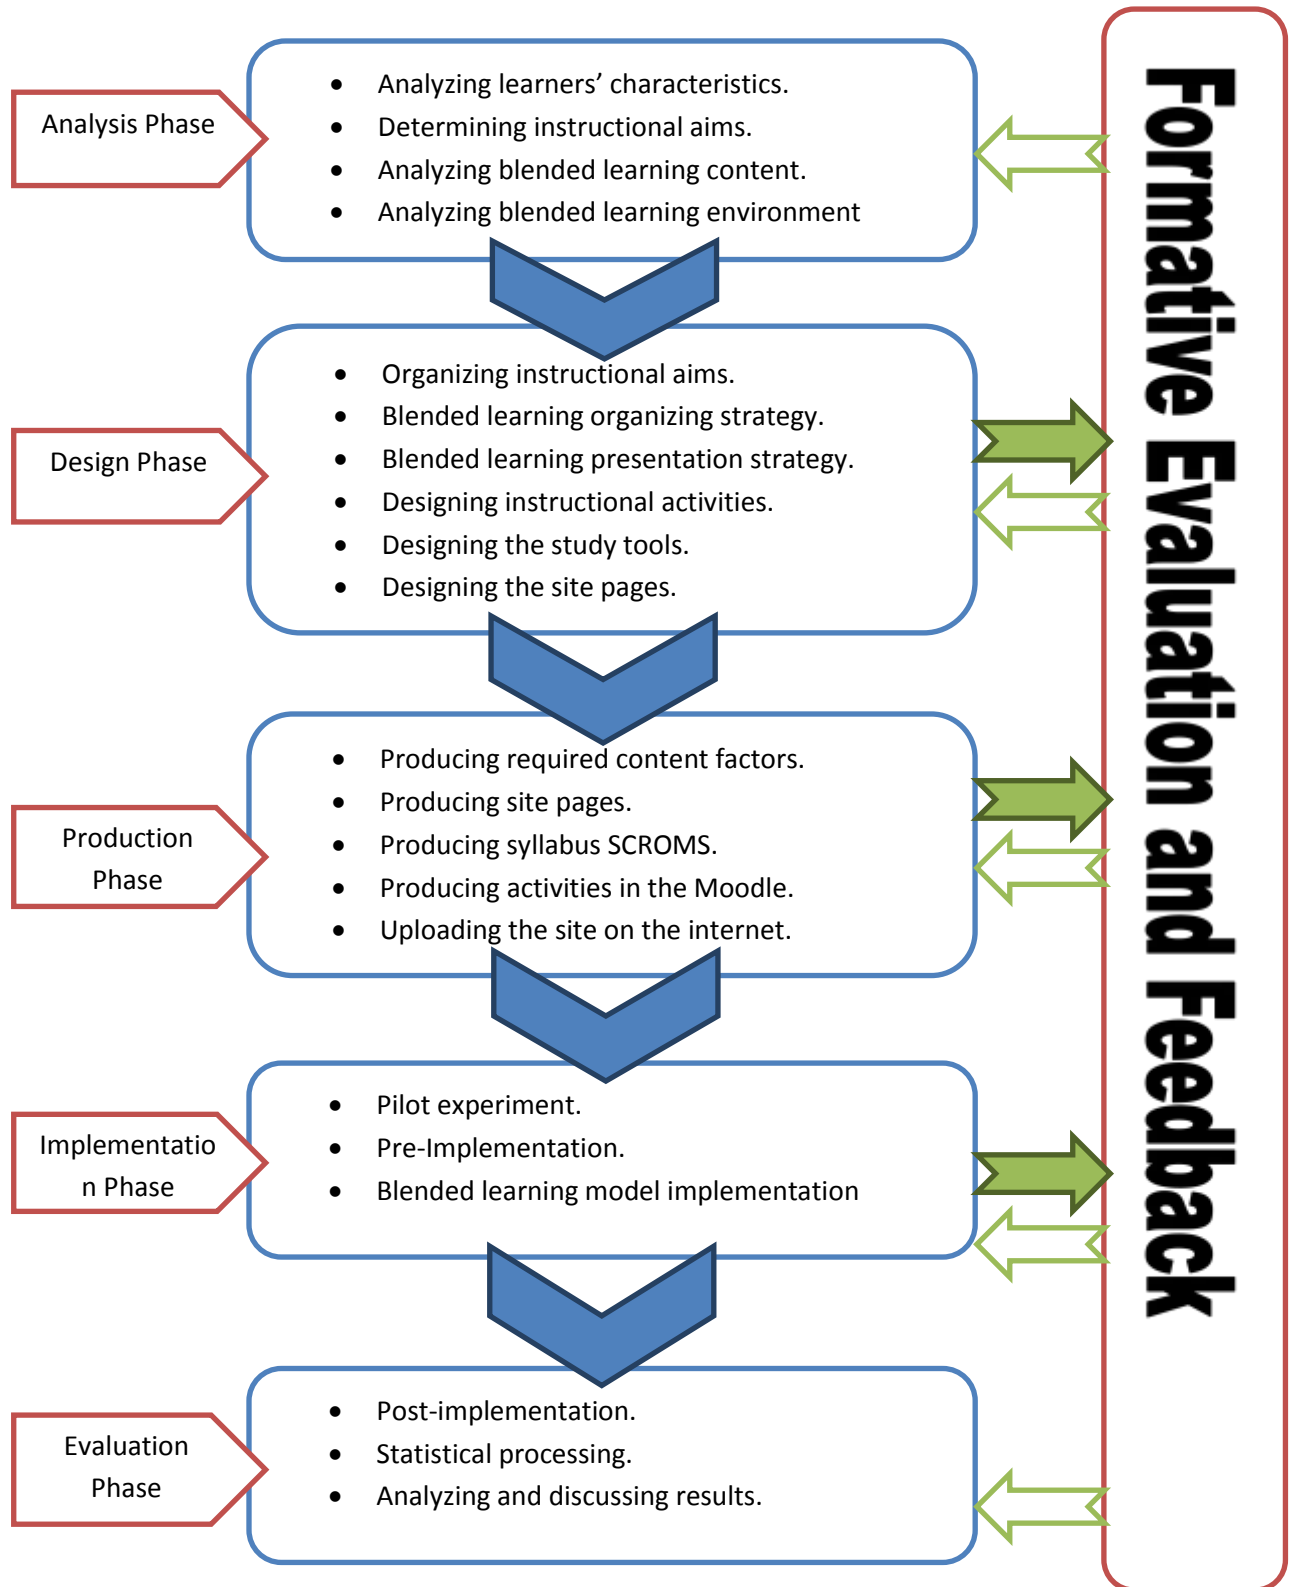 Analysis Phase
• Analyzing learners’ characteristics.
• Determining instructional aims.
• Analyzing blended learning content.
• Analyzing blended learning environment
Design Phase
• Organizing instructional aims.
• Blended learning organizing strategy.
• Blended learning presentation strategy.
• Designing instructional activities.
• Designing the study tools.
• Designing the site pages.
Production
Phase
• Producing required content factors.
• Producing site pages.
• Producing syllabus SCROMS.
• Producing activities in the Moodle.
• Uploading the site on the internet.
Implementatio
n Phase
• Pilot experiment.
• Pre-Implementation.
• Blended learning model implementation
Evaluation
Phase
• Post-implementation.
• Statistical processing.
• Analyzing and discussing results.
Formative Evaluation and Feedback